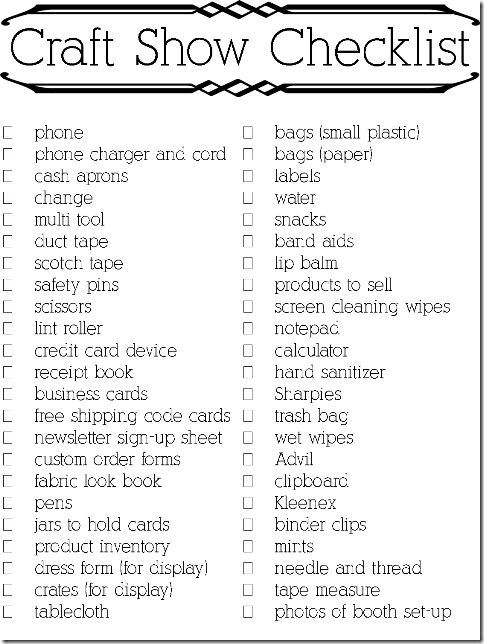 Craft Show Checklist
phone
phone charger and cord
cash aprons
change
multi tool
duct tape
scotch tape
safety pins
scissors
lint roller
credit card device
receipt book
business cards
free shipping code cards
newsletter sign-up sheet
custom order forms
fabric look book
pens
jars to hold cards
product inventory
dress form (for display)
crates (for display)
tablecloth
bags (small plastic)
bags (paper)
labels
water
snacks
band aids
lip balm
products to sell
screen cleaning wipes
notepad
calculator
hand sanitizer
Sharpies
trash bag
wet wipes
Advil
clipboard
Kleenex
binder clips
mints
needle and thread
tape measure
photos of booth set-up